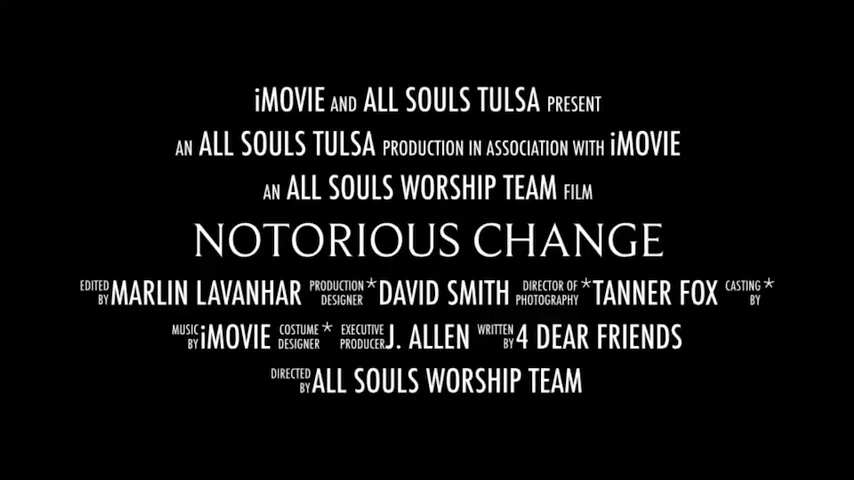 iMOVIE AND ALL SOULS TULSA PRESENT
AN ALL SOULS TULSA PRODUCTION IN ASSOCIATION WITH iMOVIE
AN ALL SOULS WORSHIP TEAM FILM
NOTORIOUS CHANGE
EDITED BY MARLIN LAVANHAR PRODUCTION DESIGNER * DAVID SMITH DIRECTOR OF PHOTOGRAPHY * TANNER FOX CASTING BY *
MUSIC BY iMOVIE COSTUME DESIGNER * EXECUTIVE PRODUCER J. ALLEN WRITTEN BY 4 DEAR FRIENDS
DIRECTED BY ALL SOULS WORSHIP TEAM